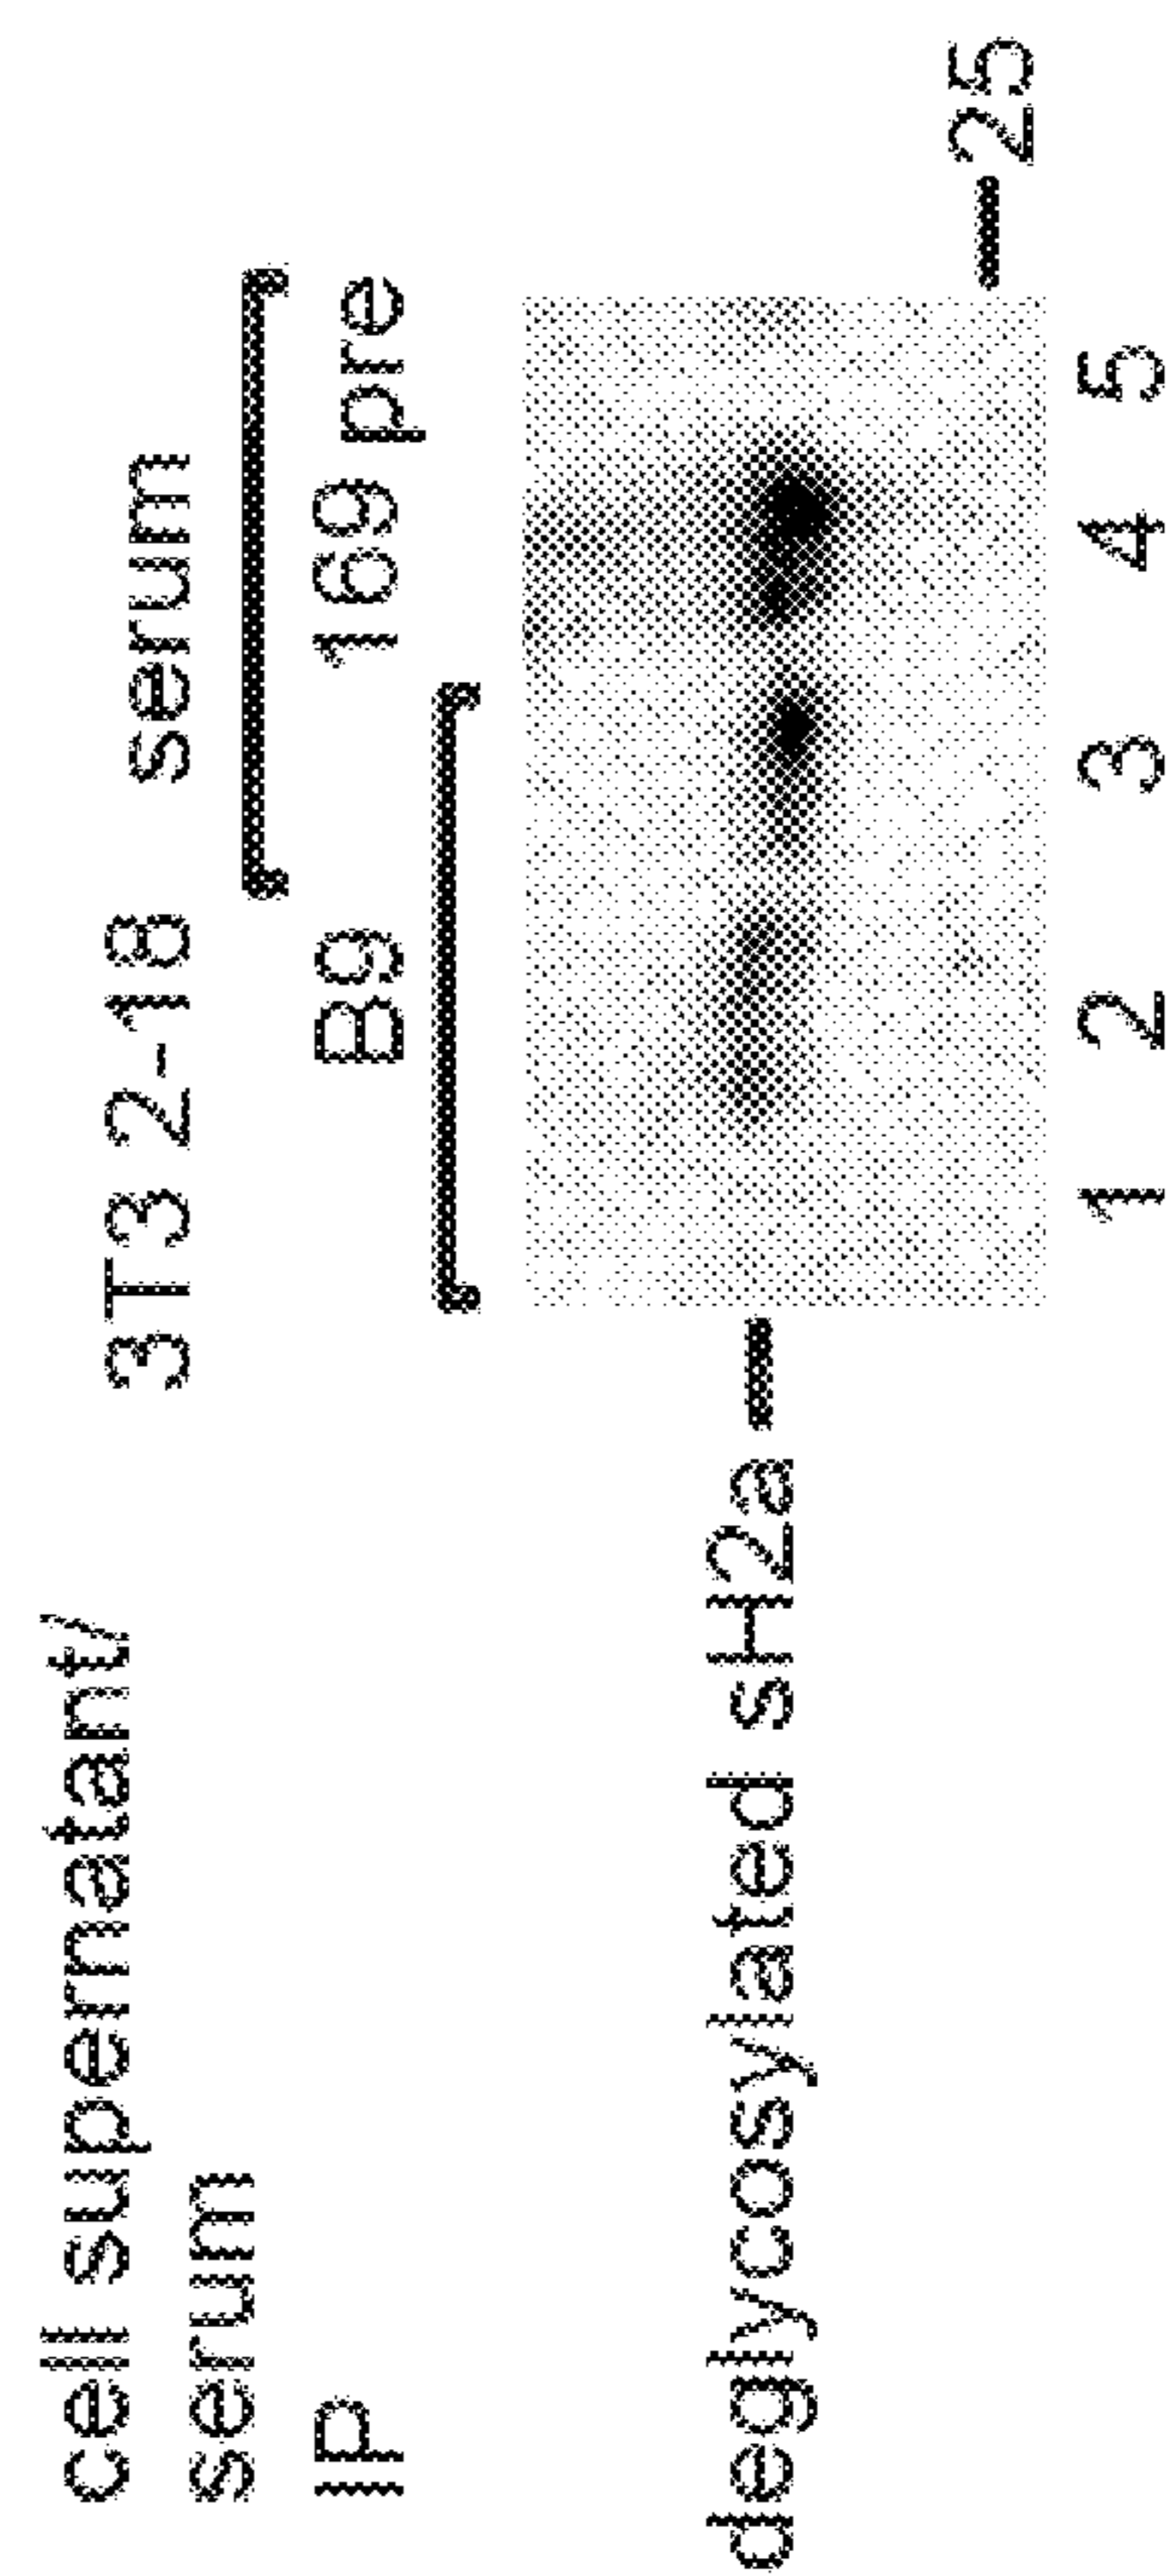 cell supernatant/ 3T3 2-18 serum
serum
IP B9 169 pre
deglycosylated sH2a
25
1 2 3 4 5